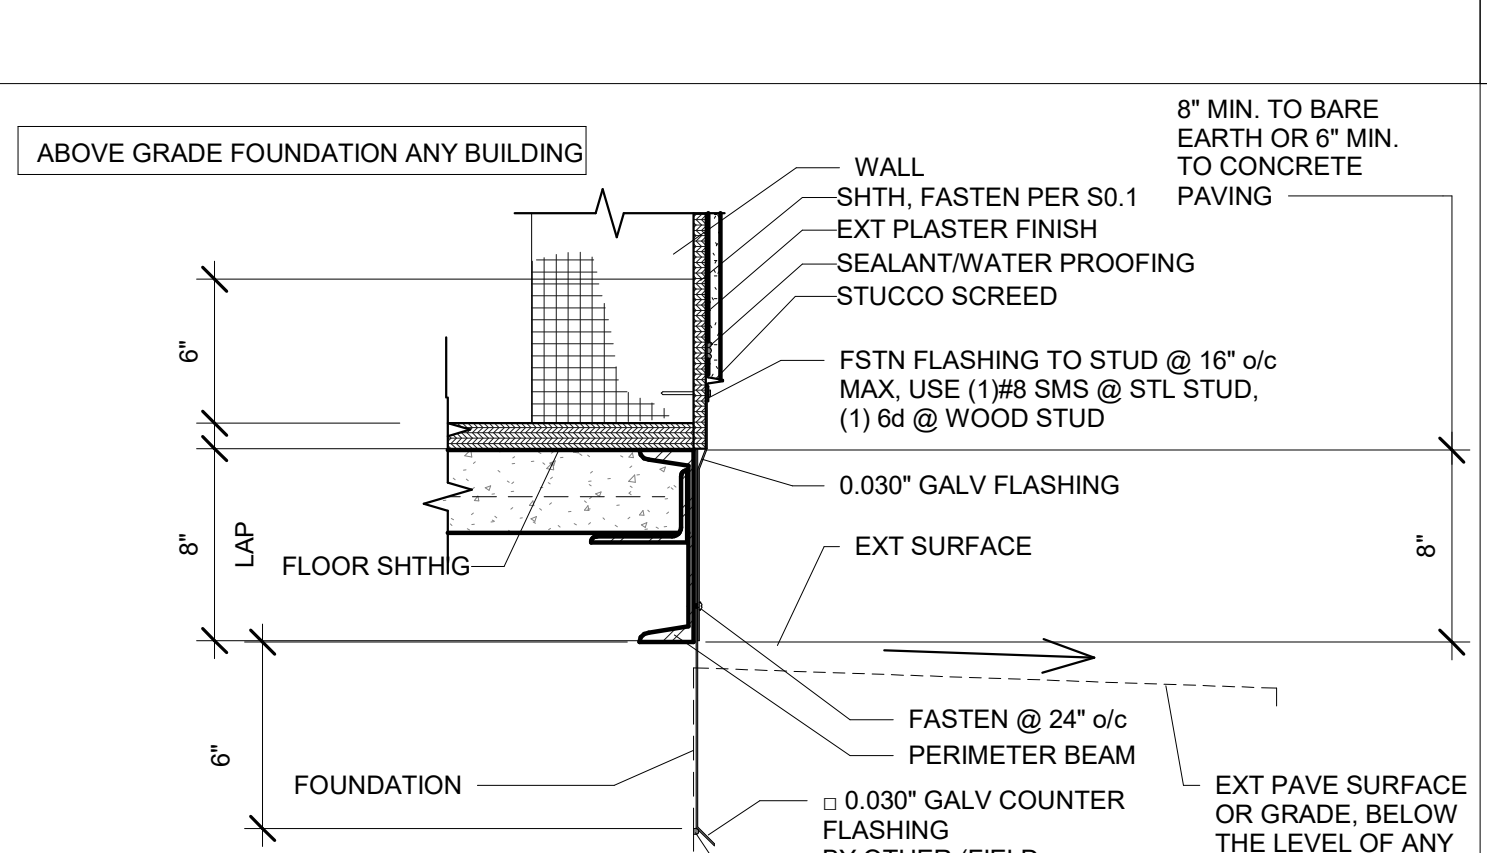 8" MIN. TO BARE
EARTH OR 6" MIN.
TO CONCRETE
PAVING
ABOVE GRADE FOUNDATION ANY BUILDING
WALL
SHTH, FASTEN PER S0.1
EXT PLASTER FINISH
SEALANT/WATER PROOFING
STUCCO SCREED
FSTN FLASHING TO STUD @ 16" o/c
MAX, USE (1)#8 SMS @ STL STUD,
(1) 6d @ WOOD STUD
6"
0.030" GALV FLASHING
8"
LAP
EXT SURFACE
8"
FLOOR SHTHIG
FASTEN @ 24" o/c
PERIMETER BEAM
6"
FOUNDATION
□ 0.030" GALV COUNTER
FLASHING
BY OTHER (FIELD
EXT PAVE SURFACE
OR GRADE, BELOW
THE LEVEL OF ANY